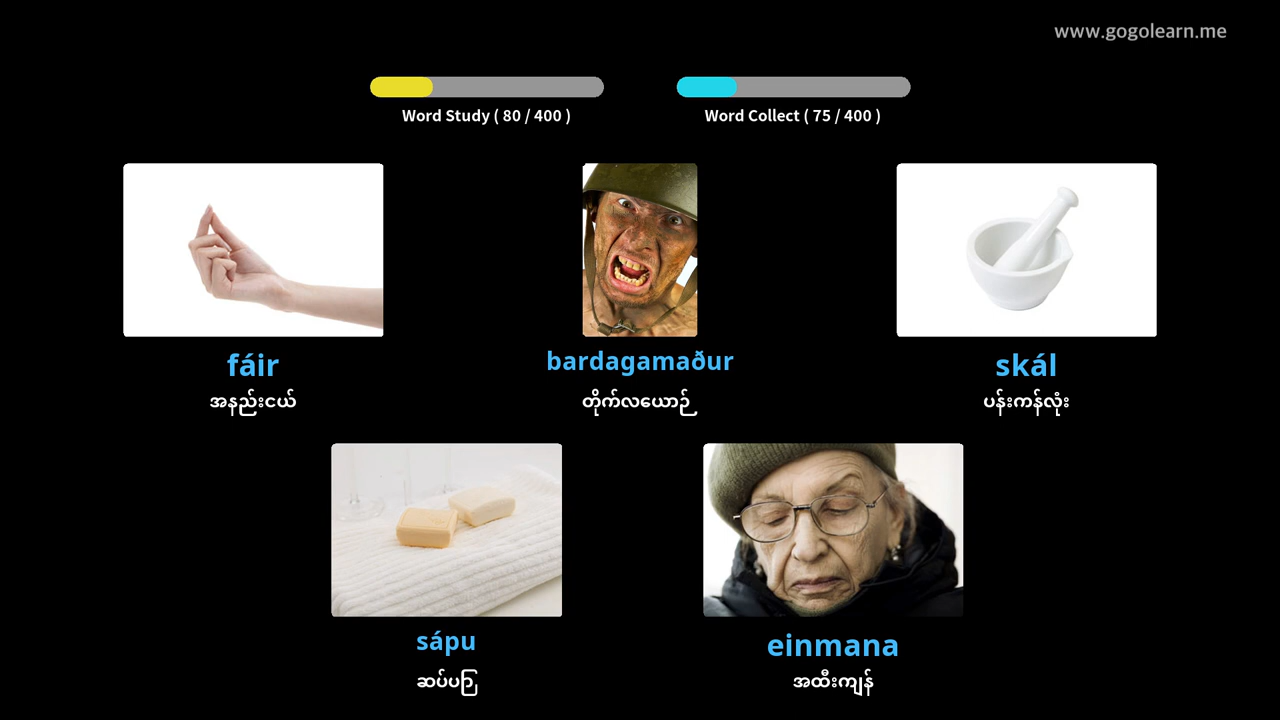 www.gogolearn.me
Word Study ( 80 / 400 )
Word Collect ( 75 / 400 )
fáir
bardagamaður
skál
အနည်းငယ်
တိုက်လယောဉ်
ပန်းကန်လုံး
sápu
einmana
ဆပ်ပြာ
အထီးကျန်